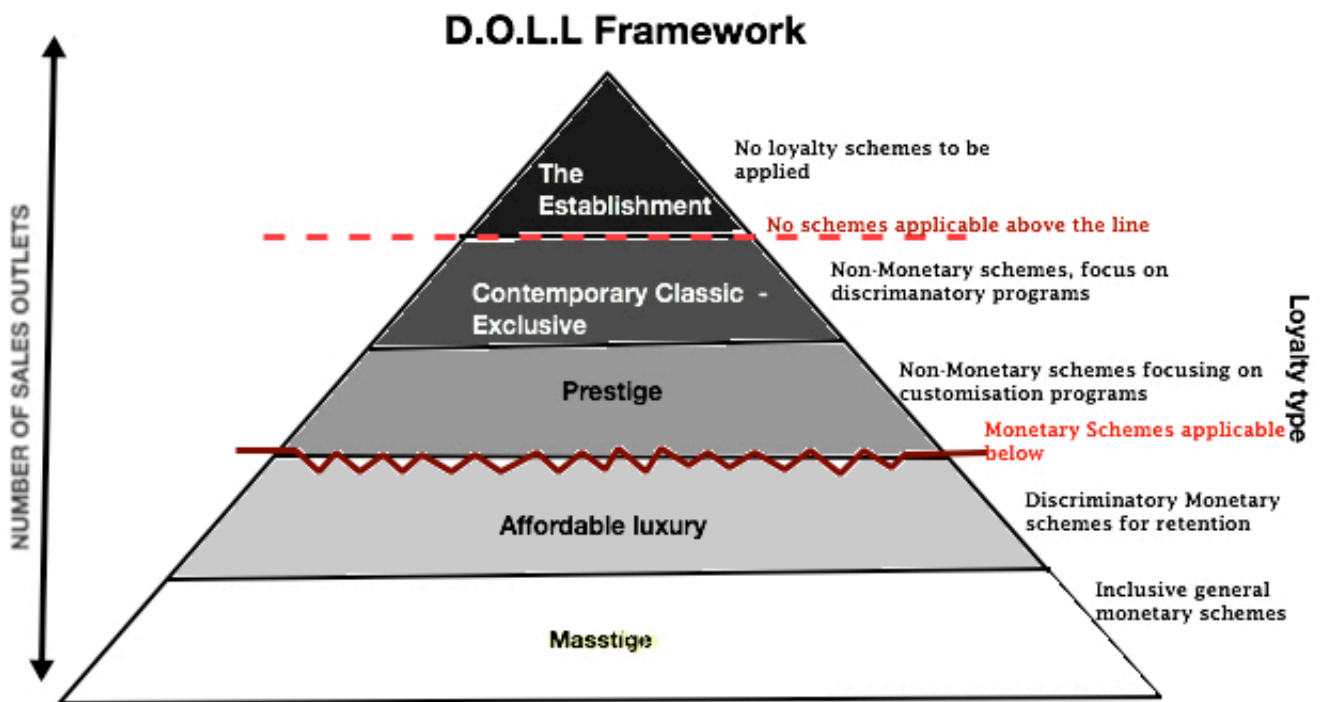 D.O.L.L Framework
NUMBER OF SALES OUTLETS
The
Establishment
No loyalty schemes to be
applied
No schemes applicable above the line
Contemporary Classic -
Exclusive
Non-Monetary schemes, focus on
discrimanatory programs
Loyalty type
Prestige
Non-Monetary schemes focusing on
customisation programs
Monetary Schemes applicable
below
Affordable luxury
Discriminatory Monetary
schemes for retention
Masstige
Inclusive general
monetary schemes